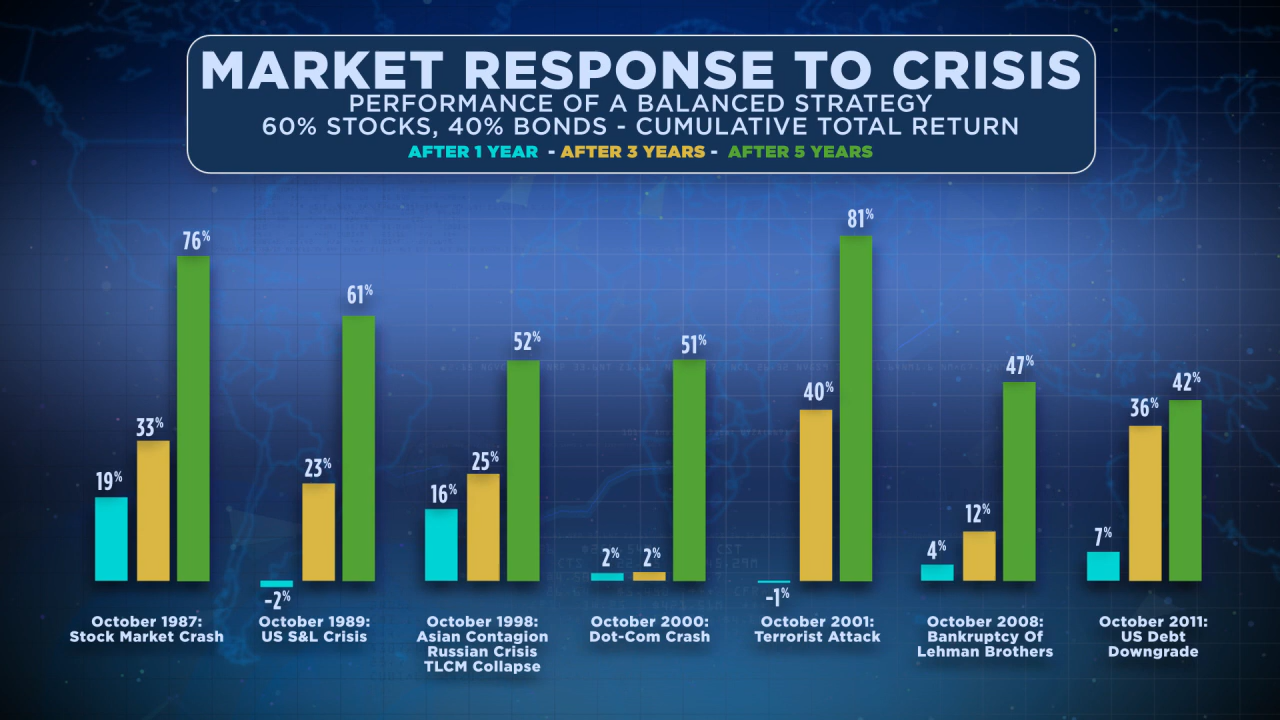 MARKET RESPONSE TO CRISIS
PERFORMANCE OF A BALANCED STRATEGY
60% STOCKS, 40% BONDS - CUMULATIVE TOTAL RETURN
AFTER 1 YEAR - AFTER 3 YEARS - AFTER 5 YEARS
19%
33%
76%
-2%
23%
61%
16%
25%
52%
2%
2%
51%
-1%
40%
81%
4%
12%
47%
7%
36%
42%
October 1987:
Stock Market Crash
October 1989:
US S&L Crisis
October 1998:
Asian Contagion
Russian Crisis
TLCM Collapse
October 2000:
Dot-Com Crash
October 2001:
Terrorist Attack
October 2008:
Bankruptcy Of
Lehman Brothers
October 2011:
US Debt
Downgrade